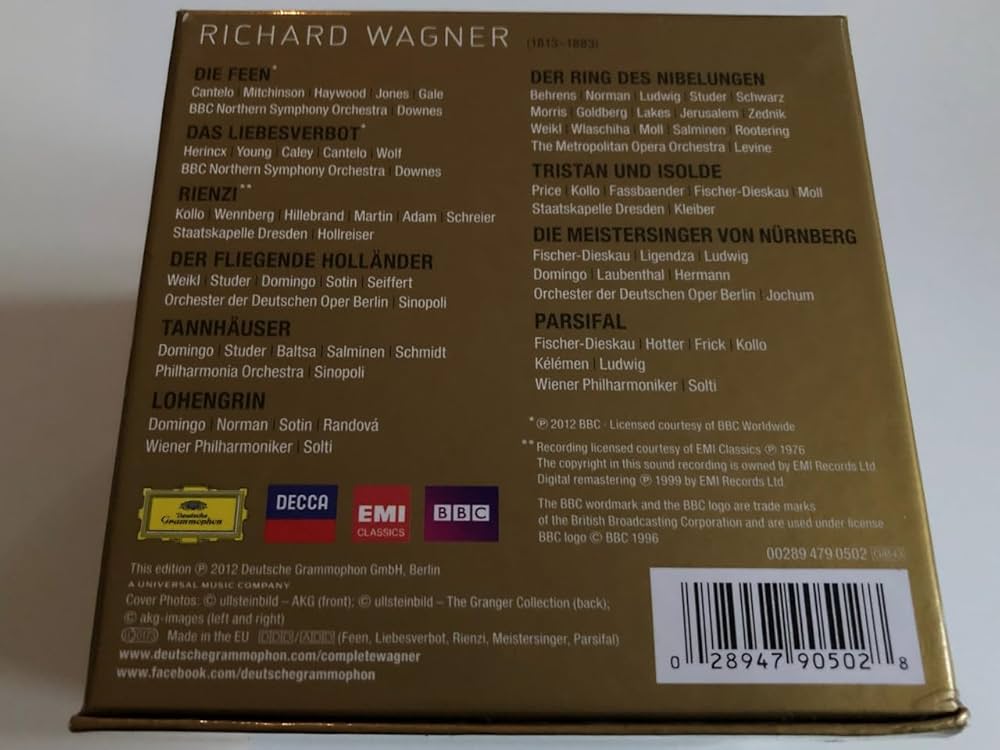 RICHARD WAGNER (1813–1883)
DIE FEEN*
Cantelo | Mitchinson | Haywood | Jones | Gale
BBC Northern Symphony Orchestra | Downes
DAS LIEBESVERBOT*
Herincx | Young | Caley | Cantelo | Wolf
BBC Northern Symphony Orchestra | Downes
RIENZI**
Kollo | Wennberg | Hillebrand | Martin | Adam | Schreier
Staatskapelle Dresden | Hollreiser
DER FLIEGENDE HOLLÄNDER
Weikl | Studer | Domingo | Sotin | Seiffert
Orchester der Deutschen Oper Berlin | Sinopoli
TANNHÄUSER
Domingo | Studer | Baltsa | Salminen | Schmidt
Philharmonia Orchestra | Sinopoli
LOHENGRIN
Domingo | Norman | Sotin | Randová
Wiener Philharmoniker | Solti
DER RING DES NIBELUNGEN
Behrens | Norman | Ludwig | Studer | Schwarz
Morris | Goldberg | Lakes | Jerusalem | Zednik
Weikl | Wlaschiha | Moll | Salminen | Rootering
The Metropolitan Opera Orchestra | Levine
TRISTAN UND ISOLDE
Price | Kollo | Fassbaender | Fischer-Dieskau | Moll
Staatskapelle Dresden | Kleiber
DIE MEISTERSINGER VON NÜRNBERG
Fischer-Dieskau | Ligendza | Ludwig
Domingo | Laubenthal | Hermann
Orchester der Deutschen Oper Berlin | Jochum
PARSIFAL
Fischer-Dieskau | Hotter | Frick | Kollo
Kélémen | Ludwig
Wiener Philharmoniker | Solti
* ℗ 2012 BBC · Licensed courtesy of BBC Worldwide
** Recording licensed courtesy of EMI Classics ℗ 1976
The copyright in this sound recording is owned by EMI Records Ltd
Digital remastering ℗ 1999 by EMI Records Ltd
The BBC wordmark and the BBC logo are trade marks
of the British Broadcasting Corporation and are used under license
BBC logo © BBC 1996
00289 479 0502
Deutsche
Grammophon
DECCA
EMI
CLASSICS
BBC
This edition ℗ 2012 Deutsche Grammophon GmbH, Berlin
A UNIVERSAL MUSIC COMPANY
Cover Photos: © ullsteinbild – AKG (front); © ullsteinbild – The Granger Collection (back);
© akg-images (left and right)
Made in the EU DDD/ADD (Feen, Liebesverbot, Rienzi, Meistersinger, Parsifal)
www.deutschegrammophon.com/completewagner
www.facebook.com/deutschegrammophon
0 28947 90502 8